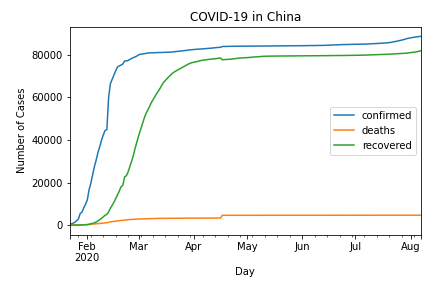 COVID-19 in China
Number of Cases
80000
60000
40000
20000
0
confirmed
deaths
recovered
Feb Mar Apr May Jun Jul Aug
2020
Day